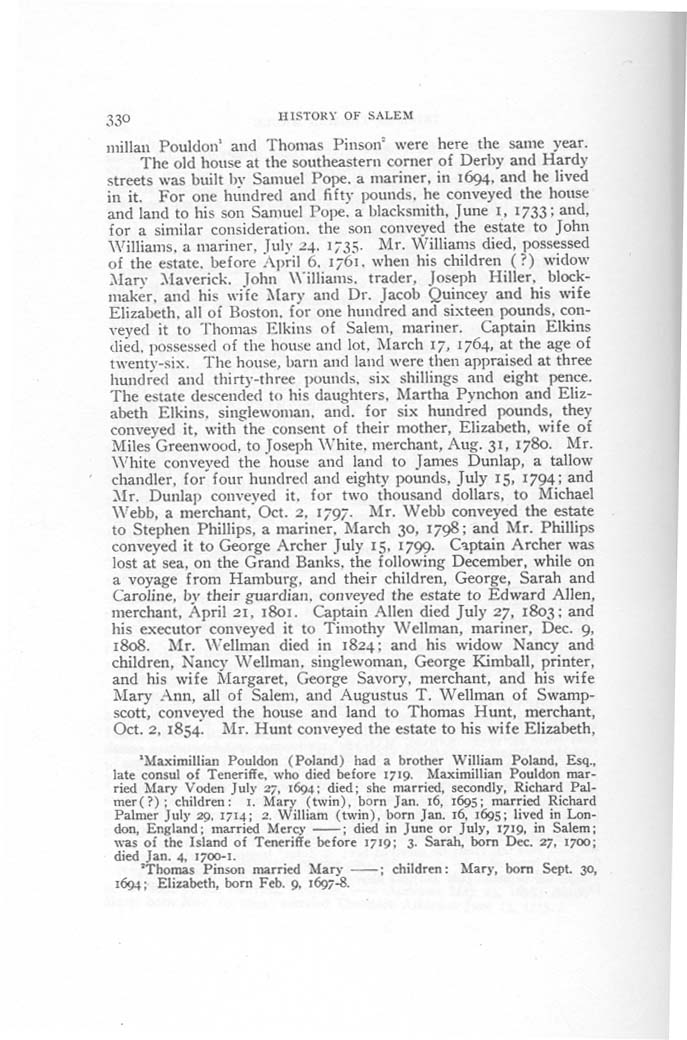 330 HISTORY OF SALEM
millan Pouldon¹ and Thomas Pinson² were here the same year.
The old house at the southeastern corner of Derby and Hardy
streets was built by Samuel Pope, a mariner, in 1694, and he lived
in it. For one hundred and fifty pounds, he conveyed the house
and land to his son Samuel Pope, a blacksmith, June 1, 1733; and,
for a similar consideration, the son conveyed the estate to John
Williams, a mariner, July 24, 1735. Mr. Williams died, possessed
of the estate, before April 6, 1761, when his children (?) widow
Mary Maverick, John Williams, trader, Joseph Hiller, block-
maker, and his wife Mary and Dr. Jacob Quincey and his wife
Elizabeth, all of Boston, for one hundred and sixteen pounds, con-
veyed it to Thomas Elkins of Salem, mariner. Captain Elkins
died, possessed of the house and lot, March 17, 1764, at the age of
twenty-six. The house, barn and land were then appraised at three
hundred and thirty-three pounds, six shillings and eight pence.
The estate descended to his daughters, Martha Pynchon and Eliz-
abeth Elkins, singlewoman, and, for six hundred pounds, they
conveyed it, with the consent of their mother, Elizabeth, wife of
Miles Greenwood, to Joseph White, merchant, Aug. 31, 1780. Mr.
White conveyed the house and land to James Dunlap, a tallow
chandler, for four hundred and eighty pounds, July 15, 1794; and
Mr. Dunlap conveyed it, for two thousand dollars, to Michael
Webb, a merchant, Oct. 2, 1797. Mr. Webb conveyed the estate
to Stephen Phillips, a mariner, March 30, 1798; and Mr. Phillips
conveyed it to George Archer July 15, 1799. Captain Archer was
lost at sea, on the Grand Banks, the following December, while on
a voyage from Hamburg, and their children, George, Sarah and
Caroline, by their guardian, conveyed the estate to Edward Allen,
merchant, April 21, 1801. Captain Allen died July 27, 1803; and
his executor conveyed it to Timothy Wellman, mariner, Dec. 9,
1808. Mr. Wellman died in 1824; and his widow Nancy and
children, Nancy Wellman, singlewoman, George Kimball, printer,
and his wife Margaret, George Savory, merchant, and his wife
Mary Ann, all of Salem, and Augustus T. Wellman of Swamp-
scott, conveyed the house and land to Thomas Hunt, merchant,
Oct. 2, 1854. Mr. Hunt conveyed the estate to his wife Elizabeth,
¹Maximillian Pouldon (Poland) had a brother William Poland, Esq.,
late consul of Teneriffe, who died before 1719. Maximillian Pouldon mar-
ried Mary Voden July 27, 1694; died; she married, secondly, Richard Pal-
mer(?); children: 1. Mary (twin), born Jan. 16, 1695; married Richard
Palmer July 29, 1714; 2. William (twin), born Jan. 16, 1695; lived in Lon-
don, England; married Mercy ——; died in June or July, 1719, in Salem;
was of the Island of Teneriffe before 1719; 3. Sarah, born Dec. 27, 1700;
died Jan. 4, 1700-1.
²Thomas Pinson married Mary ——; children: Mary, born Sept. 30,
1694; Elizabeth, born Feb. 9, 1697-8.